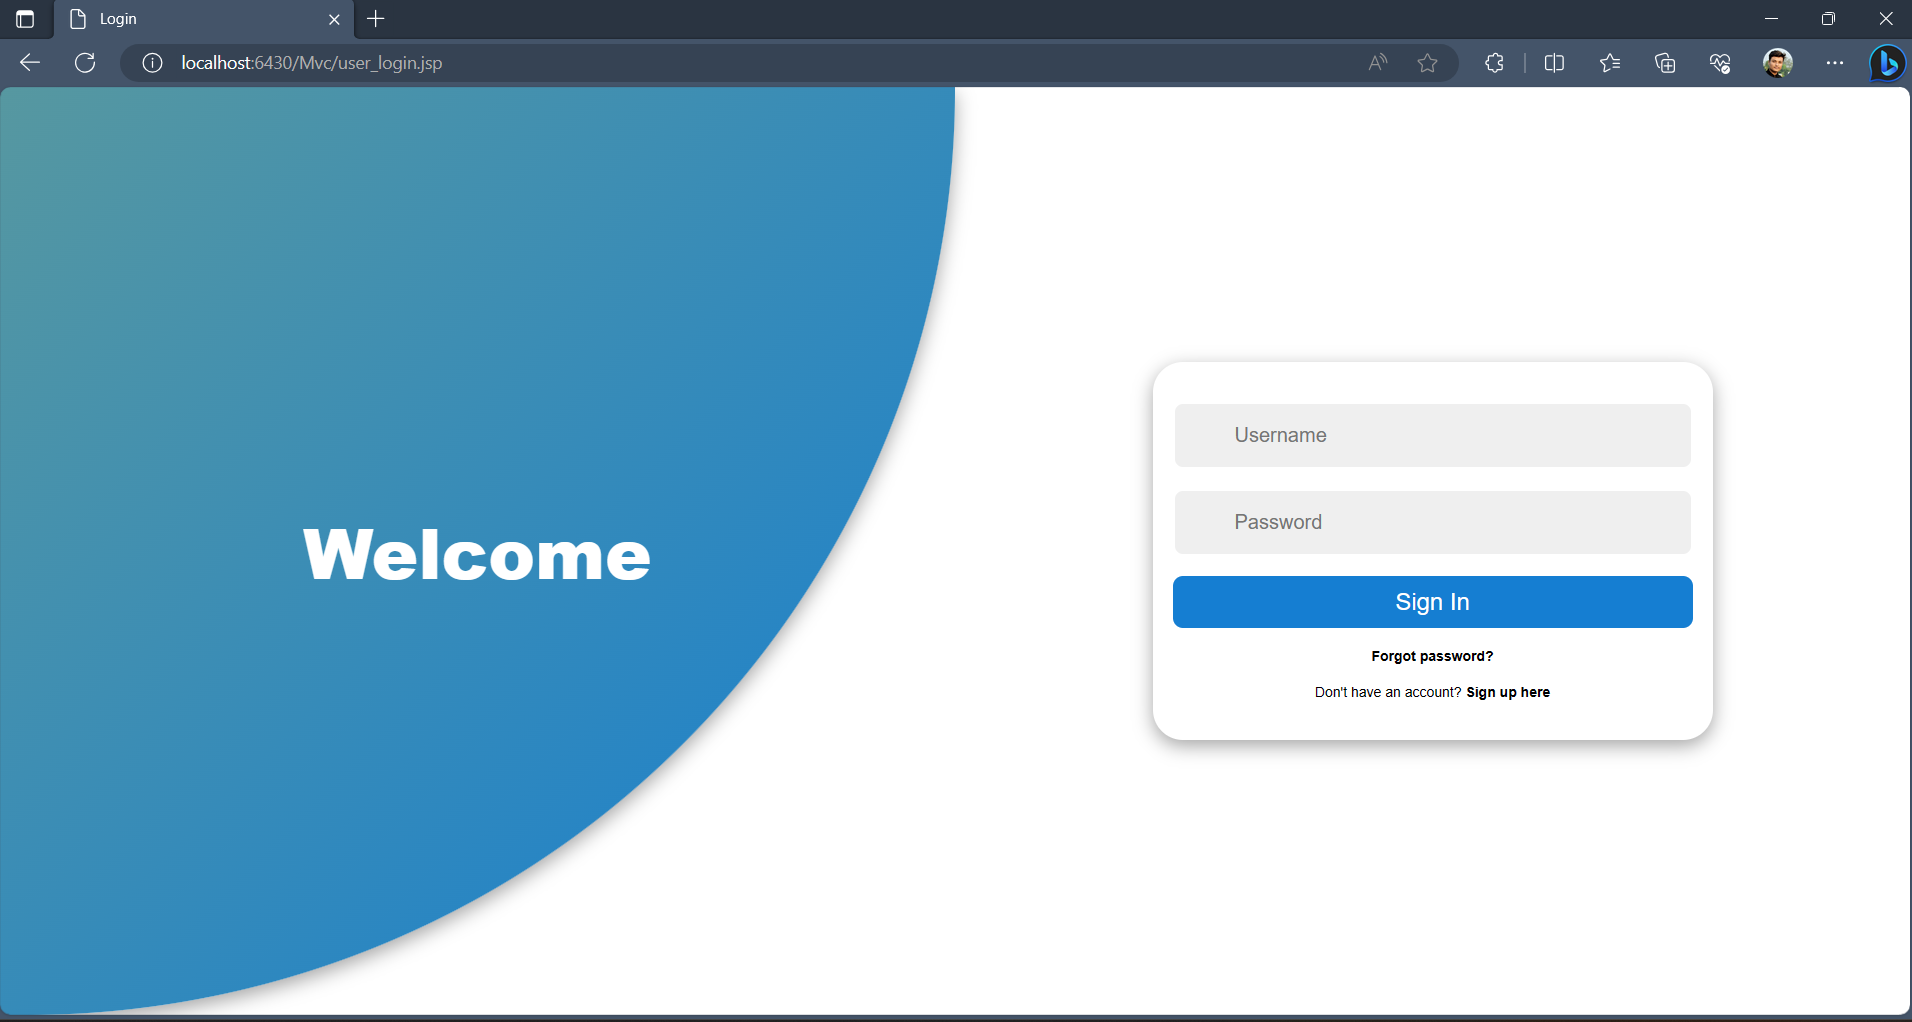 Login
localhost:6430/Mvc/user_login.jsp
Welcome
Username
Password
Sign In
Forgot password?
Don't have an account? Sign up here